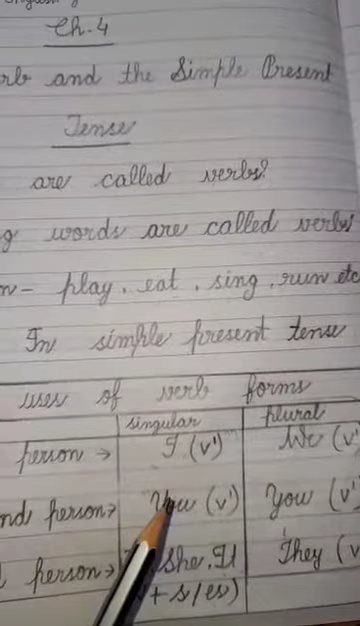 Ch.4
rb and the Simple Present
Tense
are called verbs?
g words are called verbs
n- play, eat, sing, run etc
In simple present tense
uses of verb forms
singular plural
person → I (v') We (v'
nd person→ You (v') You (v'
person→ She, It They (v
+ s/es)